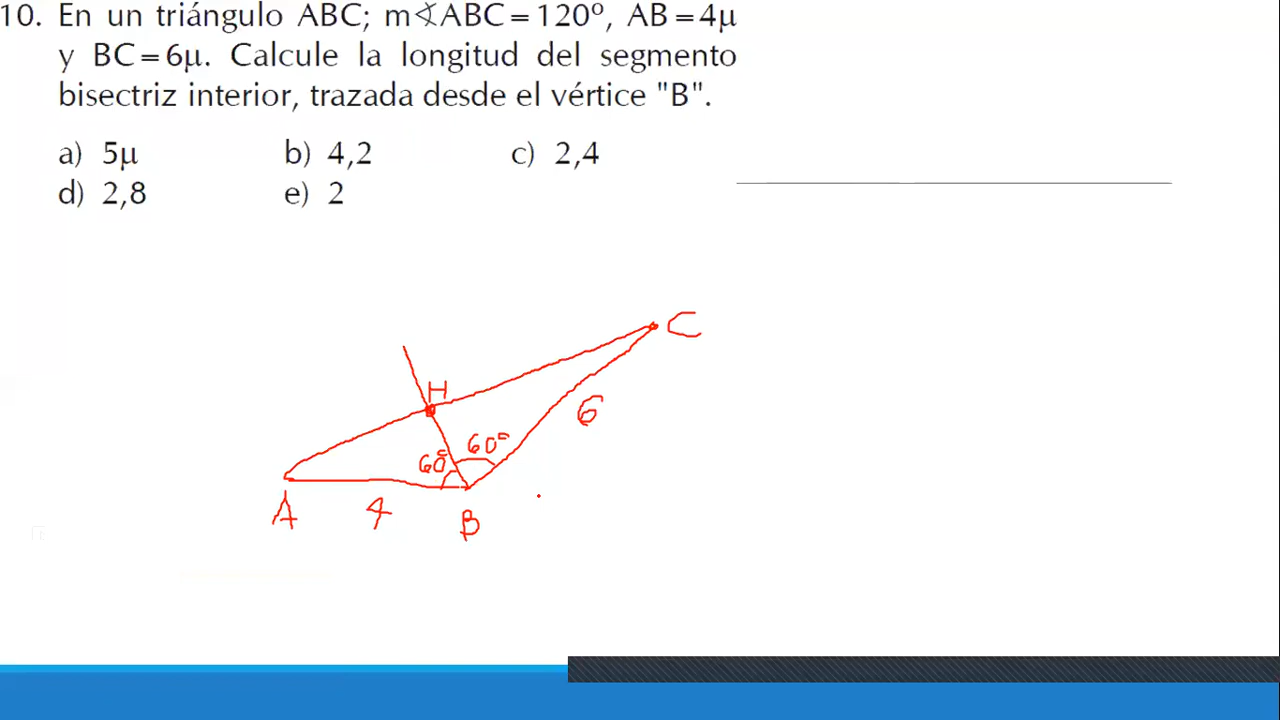 10. En un triángulo ABC; m∢ABC=120º, AB=4μ
y BC=6μ. Calcule la longitud del segmento
bisectriz interior, trazada desde el vértice "B".
a) 5μ b) 4,2 c) 2,4
d) 2,8 e) 2
C
H
6
60° 60°
A 4 B